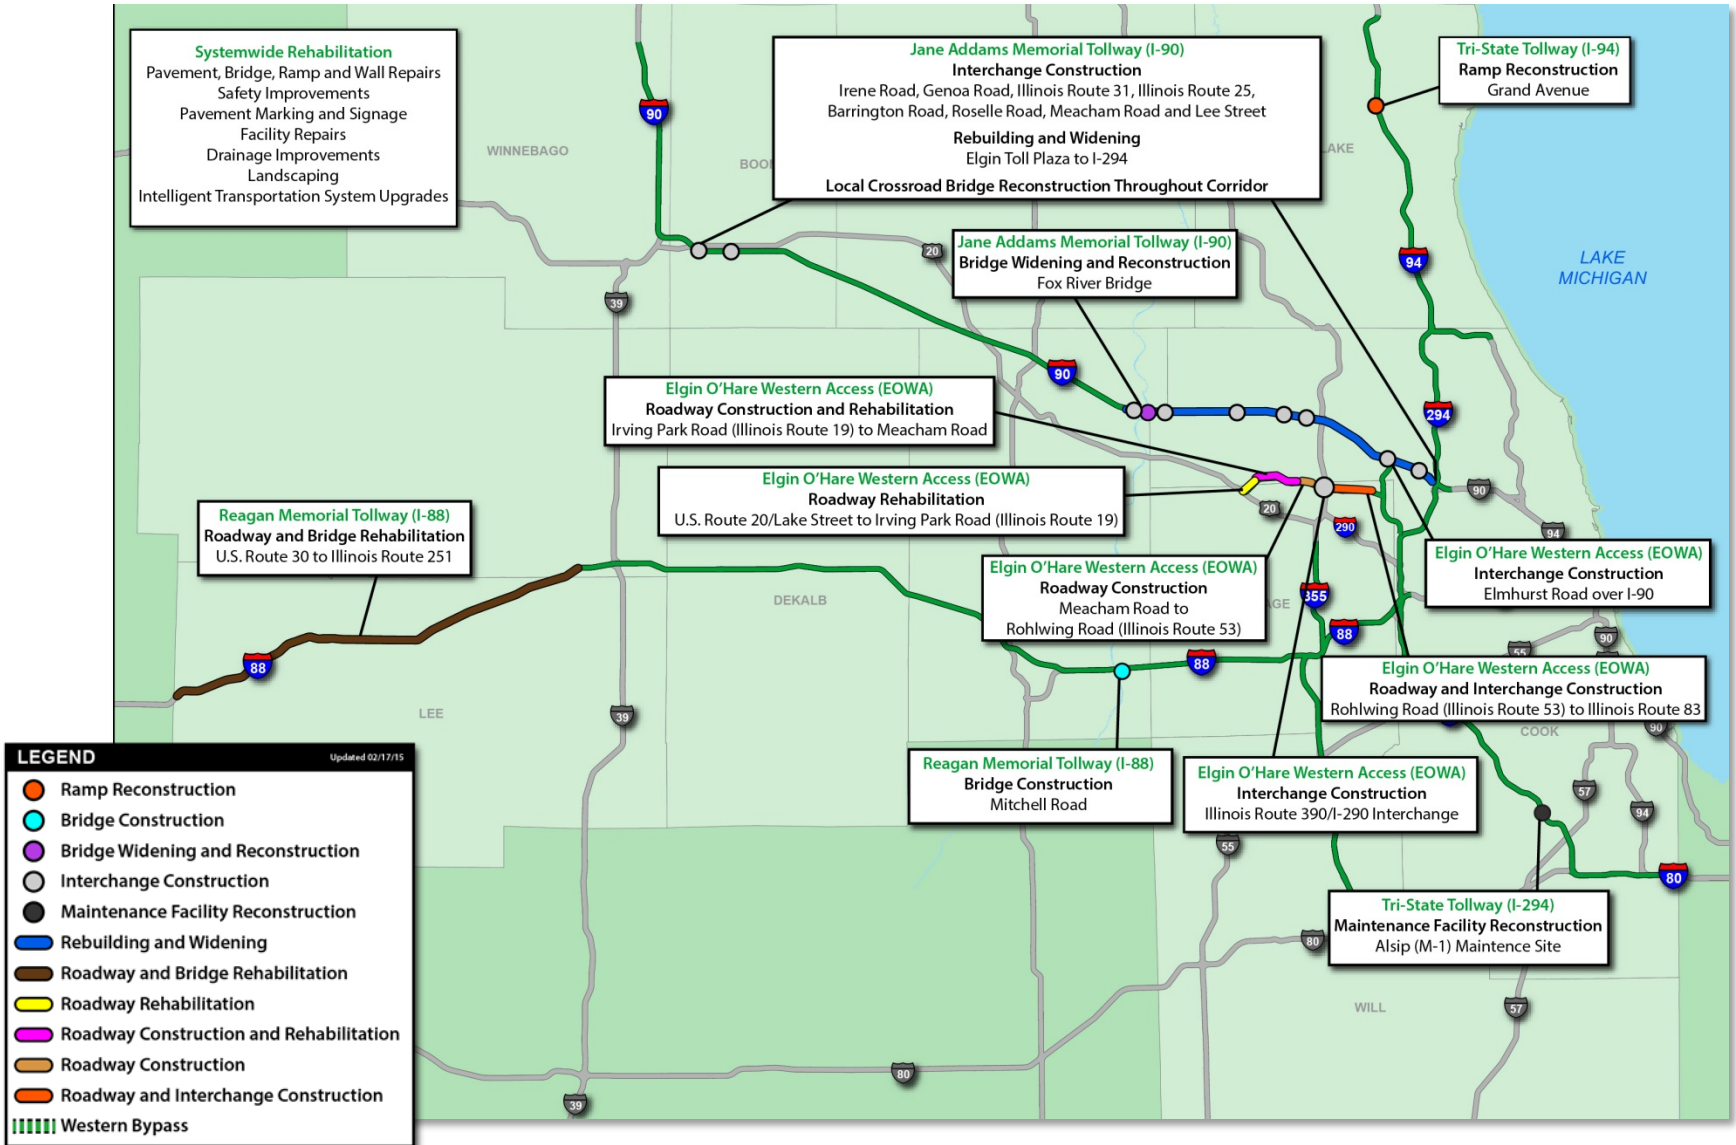 Systemwide Rehabilitation
Pavement, Bridge, Ramp and Wall Repairs
Safety Improvements
Pavement Marking and Signage
Facility Repairs
Drainage Improvements
Landscaping
Intelligent Transportation System Upgrades
Jane Addams Memorial Tollway (I-90)
Interchange Construction
Irene Road, Genoa Road, Illinois Route 31, Illinois Route 25,
Barrington Road, Roselle Road, Meacham Road and Lee Street
Rebuilding and Widening
Elgin Toll Plaza to I-294
Local Crossroad Bridge Reconstruction Throughout Corridor
Tri-State Tollway (I-94)
Ramp Reconstruction
Grand Avenue
90
WINNEBAGO
BOON
LAKE
LAKE
MICHIGAN
20
Jane Addams Memorial Tollway (I-90)
Bridge Widening and Reconstruction
Fox River Bridge
94
39
90
294
Elgin O'Hare Western Access (EOWA)
Roadway Construction and Rehabilitation
Irving Park Road (Illinois Route 19) to Meacham Road
Elgin O'Hare Western Access (EOWA)
Roadway Rehabilitation
U.S. Route 20/Lake Street to Irving Park Road (Illinois Route 19)
90
20
290
94
Reagan Memorial Tollway (I-88)
Roadway and Bridge Rehabilitation
U.S. Route 30 to Illinois Route 251
Elgin O'Hare Western Access (EOWA)
Roadway Construction
Meacham Road to
Rohlwing Road (Illinois Route 53)
Elgin O'Hare Western Access (EOWA)
Interchange Construction
Elmhurst Road over I-90
DEKALB
AGE
355
88
90
55
88
88
Elgin O'Hare Western Access (EOWA)
Roadway and Interchange Construction
Rohlwing Road (Illinois Route 53) to Illinois Route 83
LEE
39
90
COOK
Reagan Memorial Tollway (I-88)
Bridge Construction
Mitchell Road
Elgin O'Hare Western Access (EOWA)
Interchange Construction
Illinois Route 390/I-290 Interchange
57
94
55
80
Tri-State Tollway (I-294)
Maintenance Facility Reconstruction
Alsip (M-1) Maintence Site
80
WILL
57
80
39
LEGEND
Updated 02/17/15
Ramp Reconstruction
Bridge Construction
Bridge Widening and Reconstruction
Interchange Construction
Maintenance Facility Reconstruction
Rebuilding and Widening
Roadway and Bridge Rehabilitation
Roadway Rehabilitation
Roadway Construction and Rehabilitation
Roadway Construction
Roadway and Interchange Construction
Western Bypass